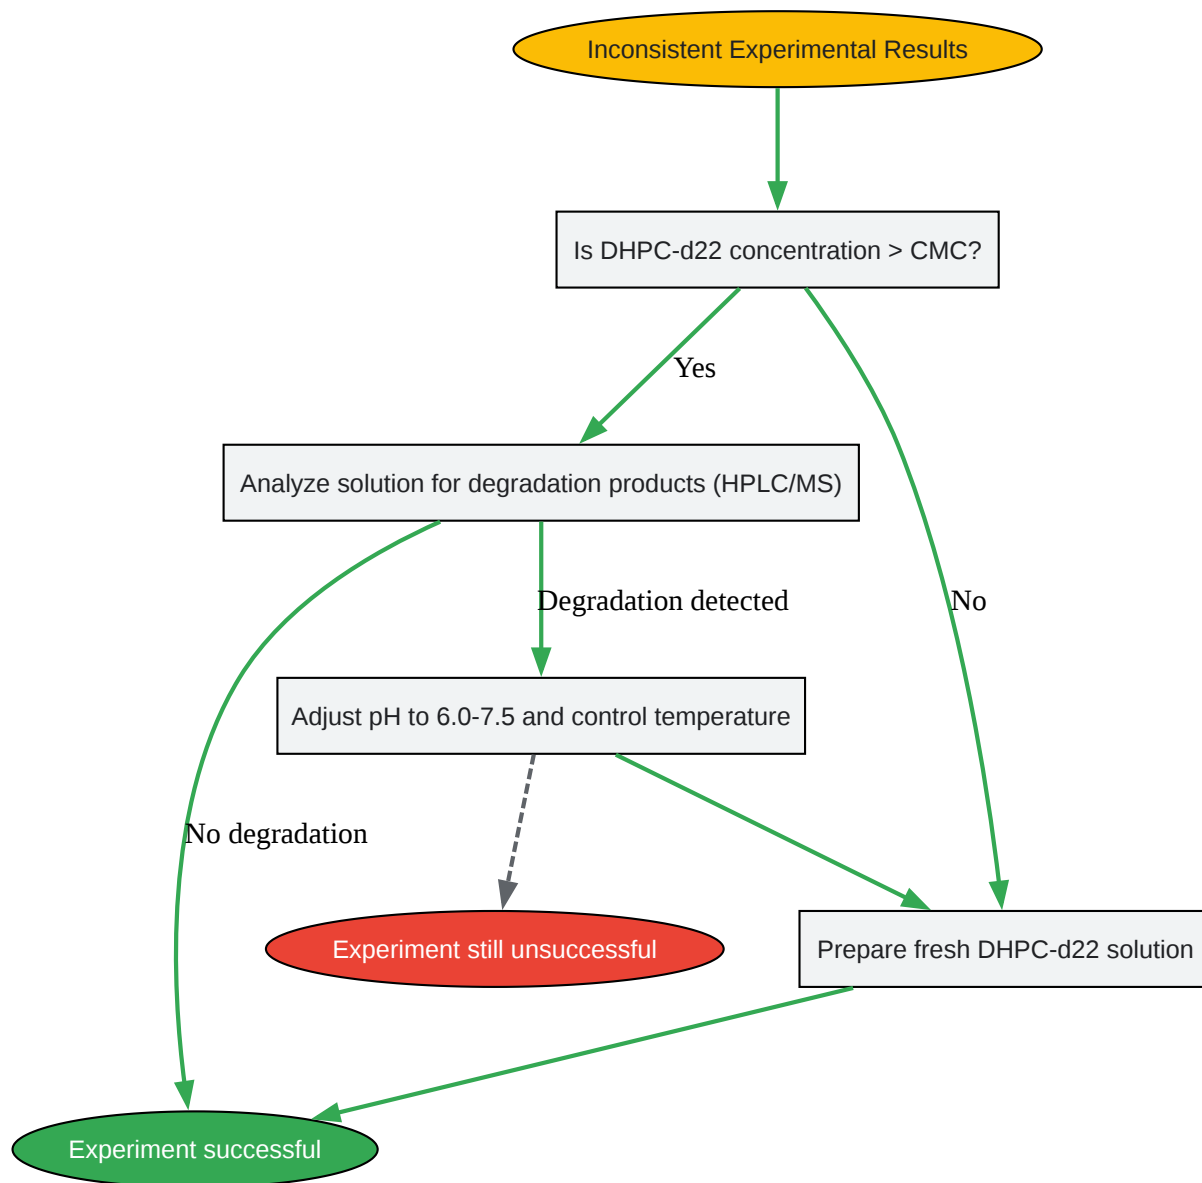 Inconsistent Experimental Results
Is DHPC-d22 concentration > CMC?
Yes
Analyze solution for degradation products (HPLC/MS)
Degradation detected
No
Adjust pH to 6.0-7.5 and control temperature
No degradation
Experiment still unsuccessful
Prepare fresh DHPC-d22 solution
Experiment successful